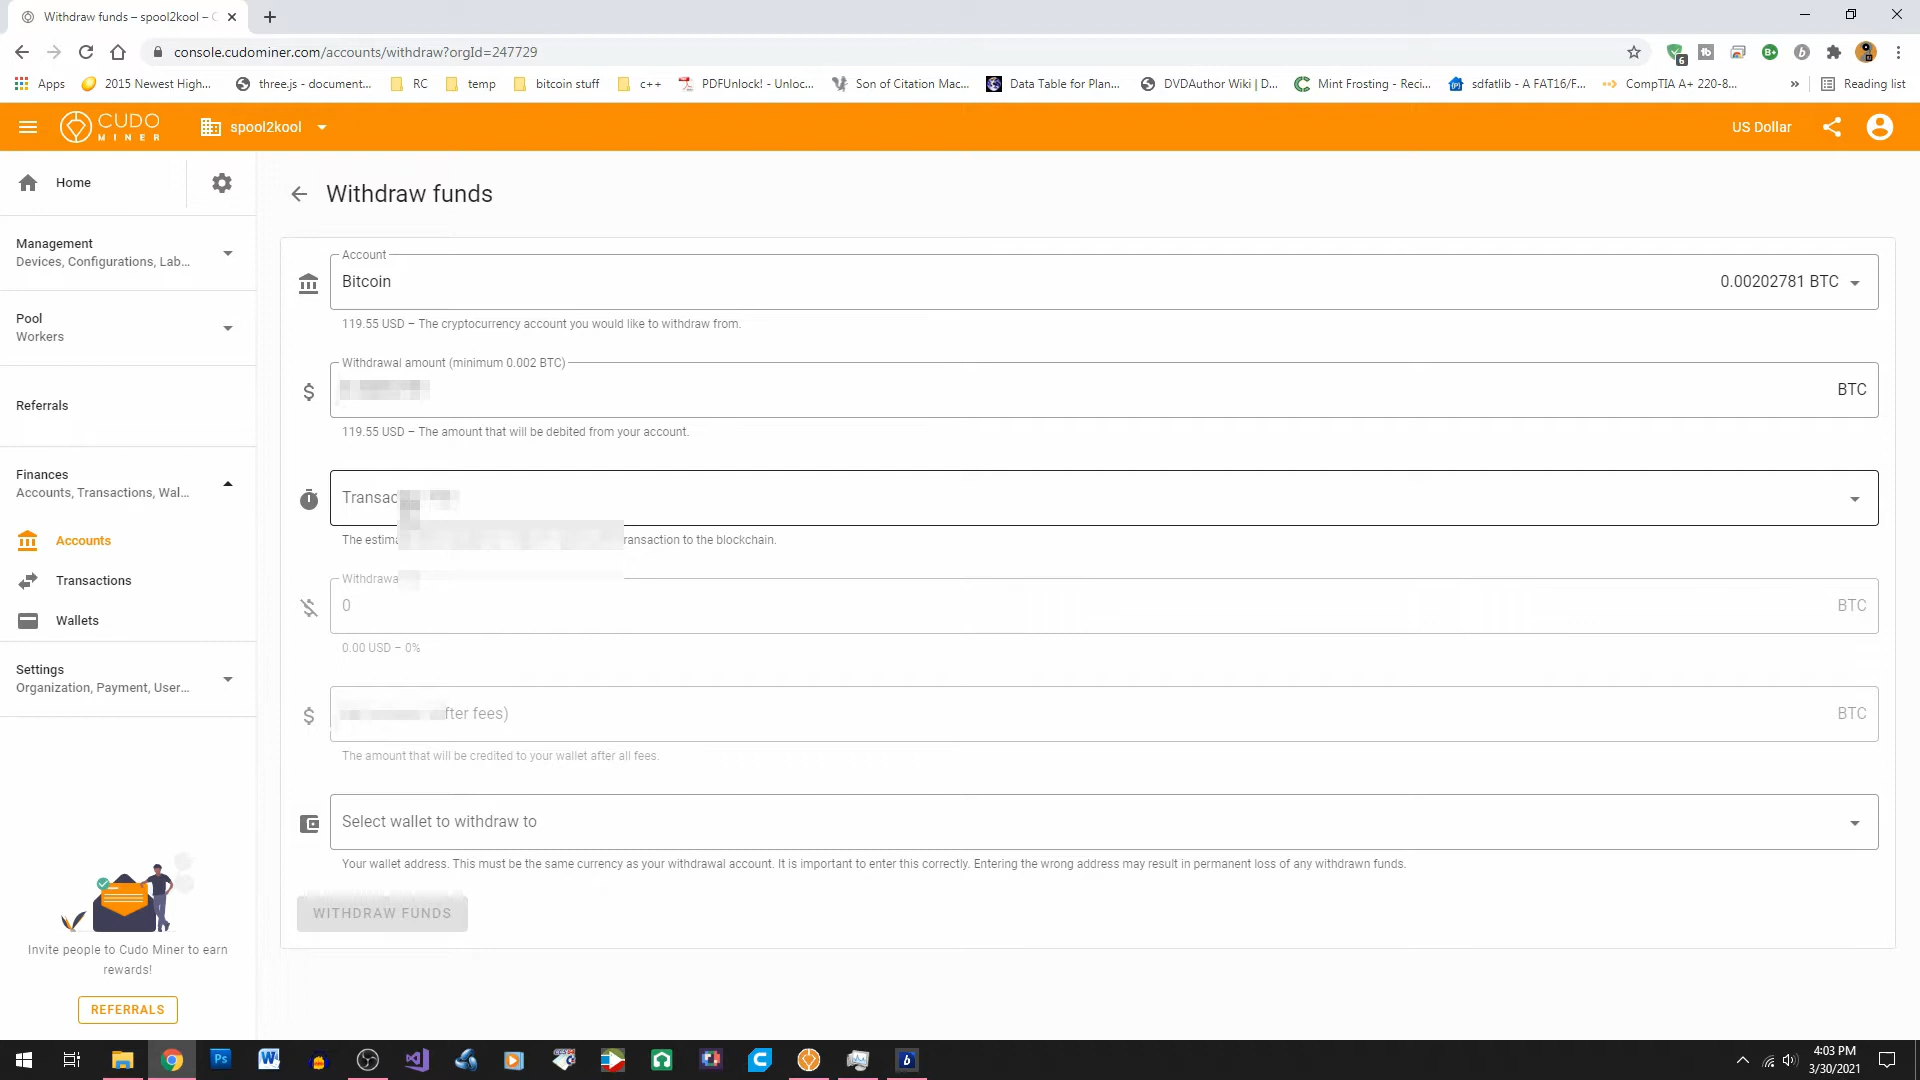 Withdraw funds – spool2kool –
console.cudominer.com/accounts/withdraw?orgId=247729
6
Apps
2015 Newest High...
three.js - document...
RC
temp
bitcoin stuff
c++
PDFUnlock! - Unloc...
Son of Citation Mac...
Data Table for Plan...
DVDAuthor Wiki | D...
Mint Frosting - Reci...
sdfatlib - A FAT16/F...
CompTIA A+ 220-8...
»
Reading list
CUDO
MINER
spool2kool
US Dollar
Home
Withdraw funds
Management
Devices, Configurations, Lab...
Pool
Workers
Referrals
Finances
Accounts, Transactions, Wal...
Accounts
Transactions
Wallets
Settings
Organization, Payment, User...
Invite people to Cudo Miner to earn
rewards!
REFERRALS
Account
Bitcoin
0.00202781 BTC
119.55 USD – The cryptocurrency account you would like to withdraw from.
Withdrawal amount (minimum 0.002 BTC)
BTC
119.55 USD – The amount that will be debited from your account.
The
to the blockchain.
0
BTC
0.00 USD – 0%
fees)
BTC
The amount that will be credited to your wallet after all fees.
Select wallet to withdraw to
Your wallet address. This must be the same currency as your withdrawal account. It is important to enter this correctly. Entering the wrong address may result in permanent loss of any withdrawn funds.
WITHDRAW FUNDS
4:03 PM
3/30/2021